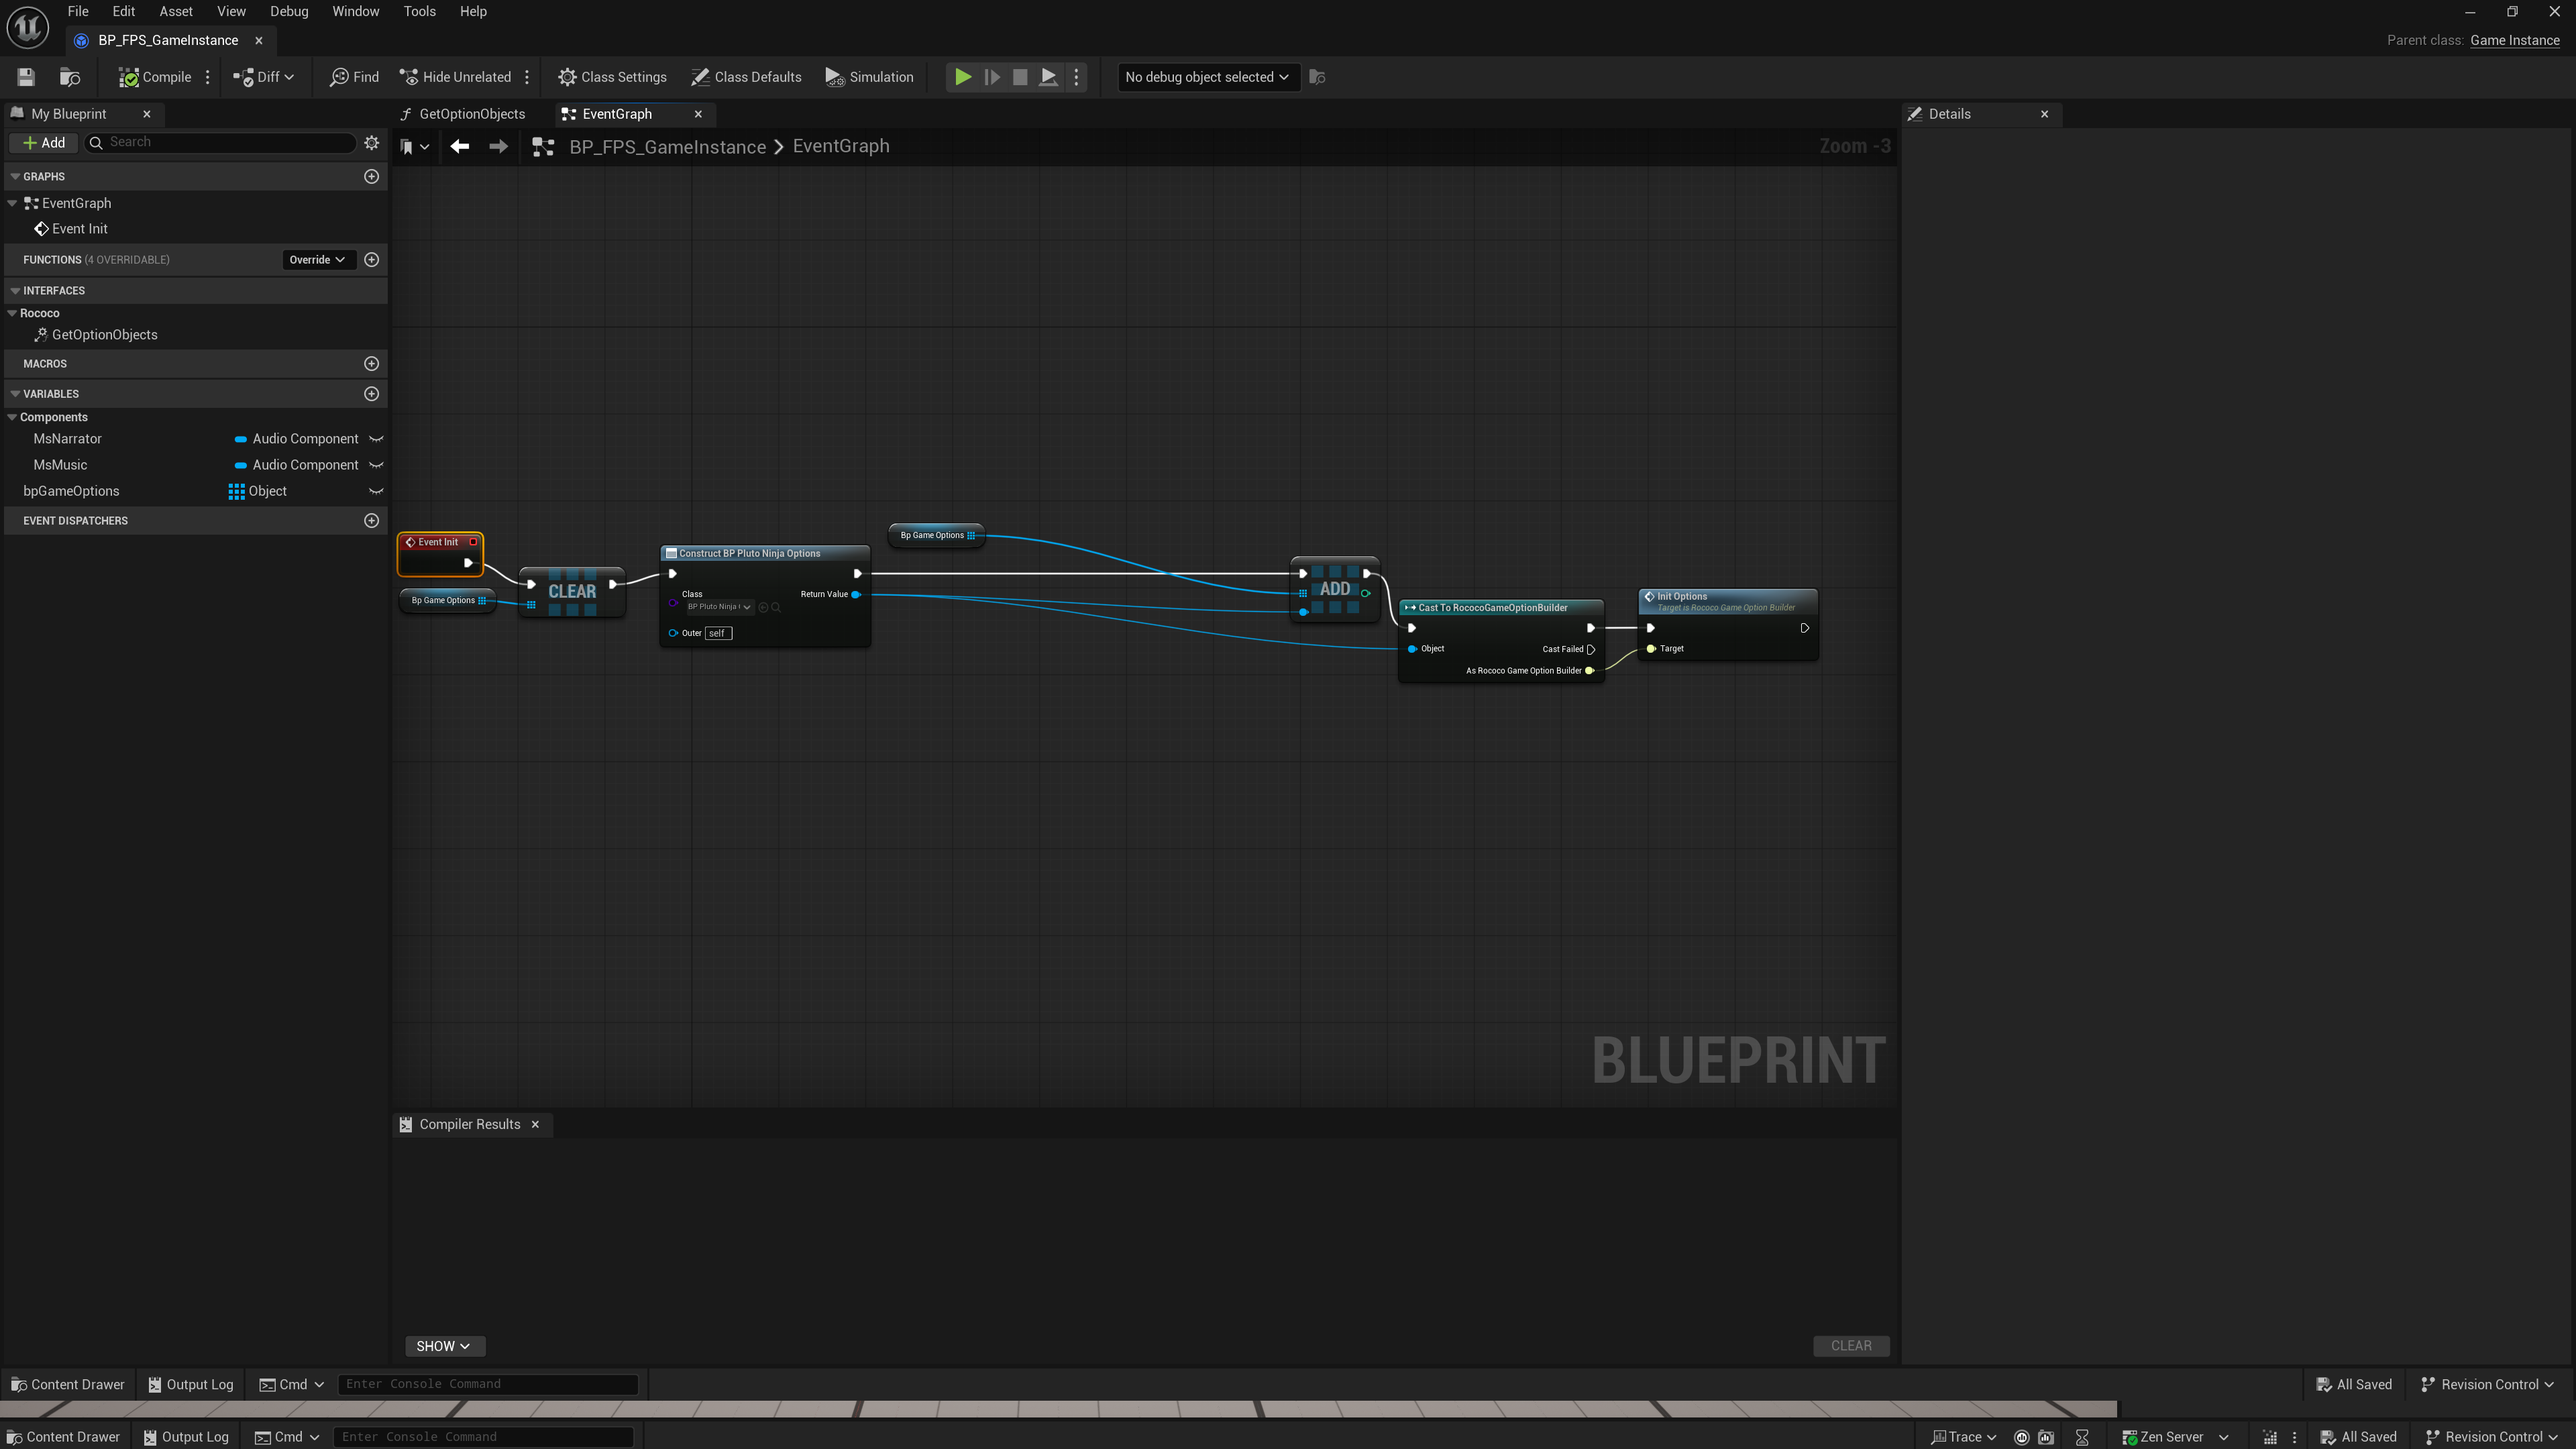 File Edit Asset View Debug Window Tools Help
BP_FPS_GameInstance
Parent class: Game Instance
Compile Diff Find Hide Unrelated Class Settings Class Defaults Simulation No debug object selected
My Blueprint
GetOptionObjects EventGraph
Details
Add Search
BP_FPS_GameInstance EventGraph
Zoom -3
GRAPHS
EventGraph
Event Init
FUNCTIONS (4 OVERRIDABLE) Override
INTERFACES
Rococo
GetOptionObjects
MACROS
VARIABLES
Components
MsNarrator Audio Component
MsMusic Audio Component
bpGameOptions Object
EVENT DISPATCHERS
Event Init
Bp Game Options
CLEAR
Construct BP Pluto Ninja Options
Class
BP Pluto Ninja
Return Value
Outer self
Bp Game Options
ADD
Cast To RococoGameOptionBuilder
Object
Cast Failed
As Rococo Game Option Builder
Init Options
Target is Rococo Game Option Builder
Target
BLUEPRINT
Compiler Results
SHOW
CLEAR
Content Drawer Output Log Cmd Enter Console Command All Saved Revision Control
Content Drawer Output Log Cmd Enter Console Command Trace Zen Server All Saved Revision Control